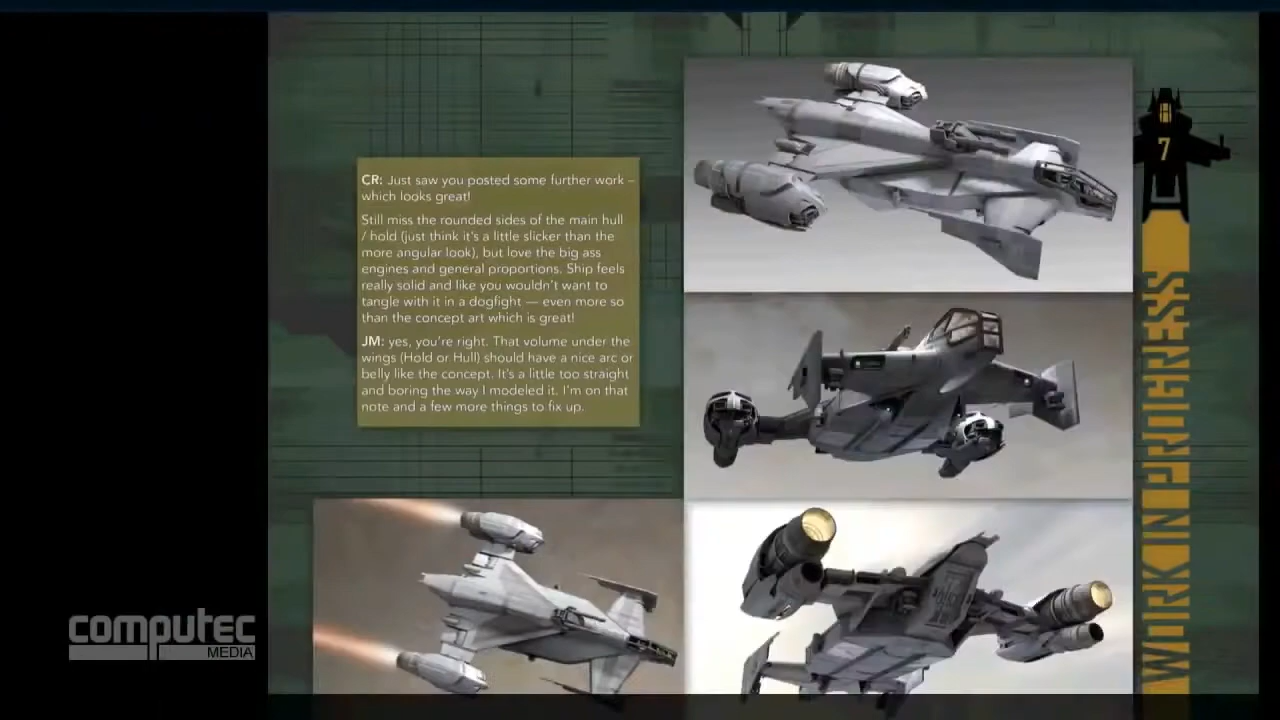 CR: Just saw you posted some further work –
which looks great!
Still miss the rounded sides of the main hull
/ hold (just think it's a little slicker than the
more angular look), but love the big ass
engines and general proportions. Ship feels
really solid and like you wouldn't want to
tangle with it in a dogfight — even more so
than the concept art which is great!
JM: yes, you're right. That volume under the
wings (Hold or Hull) should have a nice arc or
belly like the concept. It's a little too straight
and boring the way I modeled it. I'm on that
note and a few more things to fix up.
7
WORK IN PROGRESS
computec
MEDIA